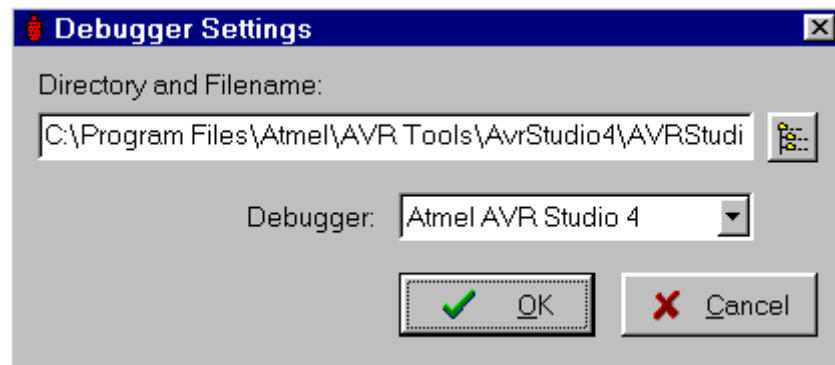 Debugger Settings
Directory and Filename:
C:\Program Files\Atmel\AVR Tools\AvrStudio4\AVRStudi
Debugger: Atmel AVR Studio 4
OK Cancel